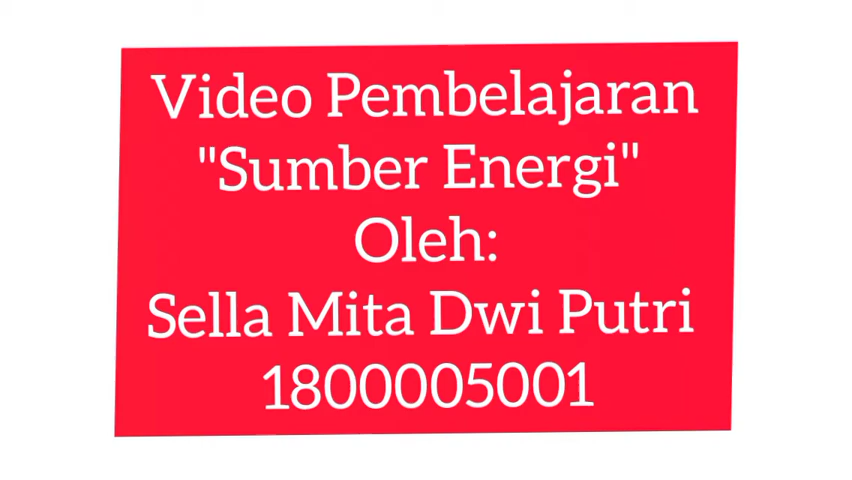 Video Pembelajaran
"Sumber Energi"
Oleh:
Sella Mita Dwi Putri
1800005001